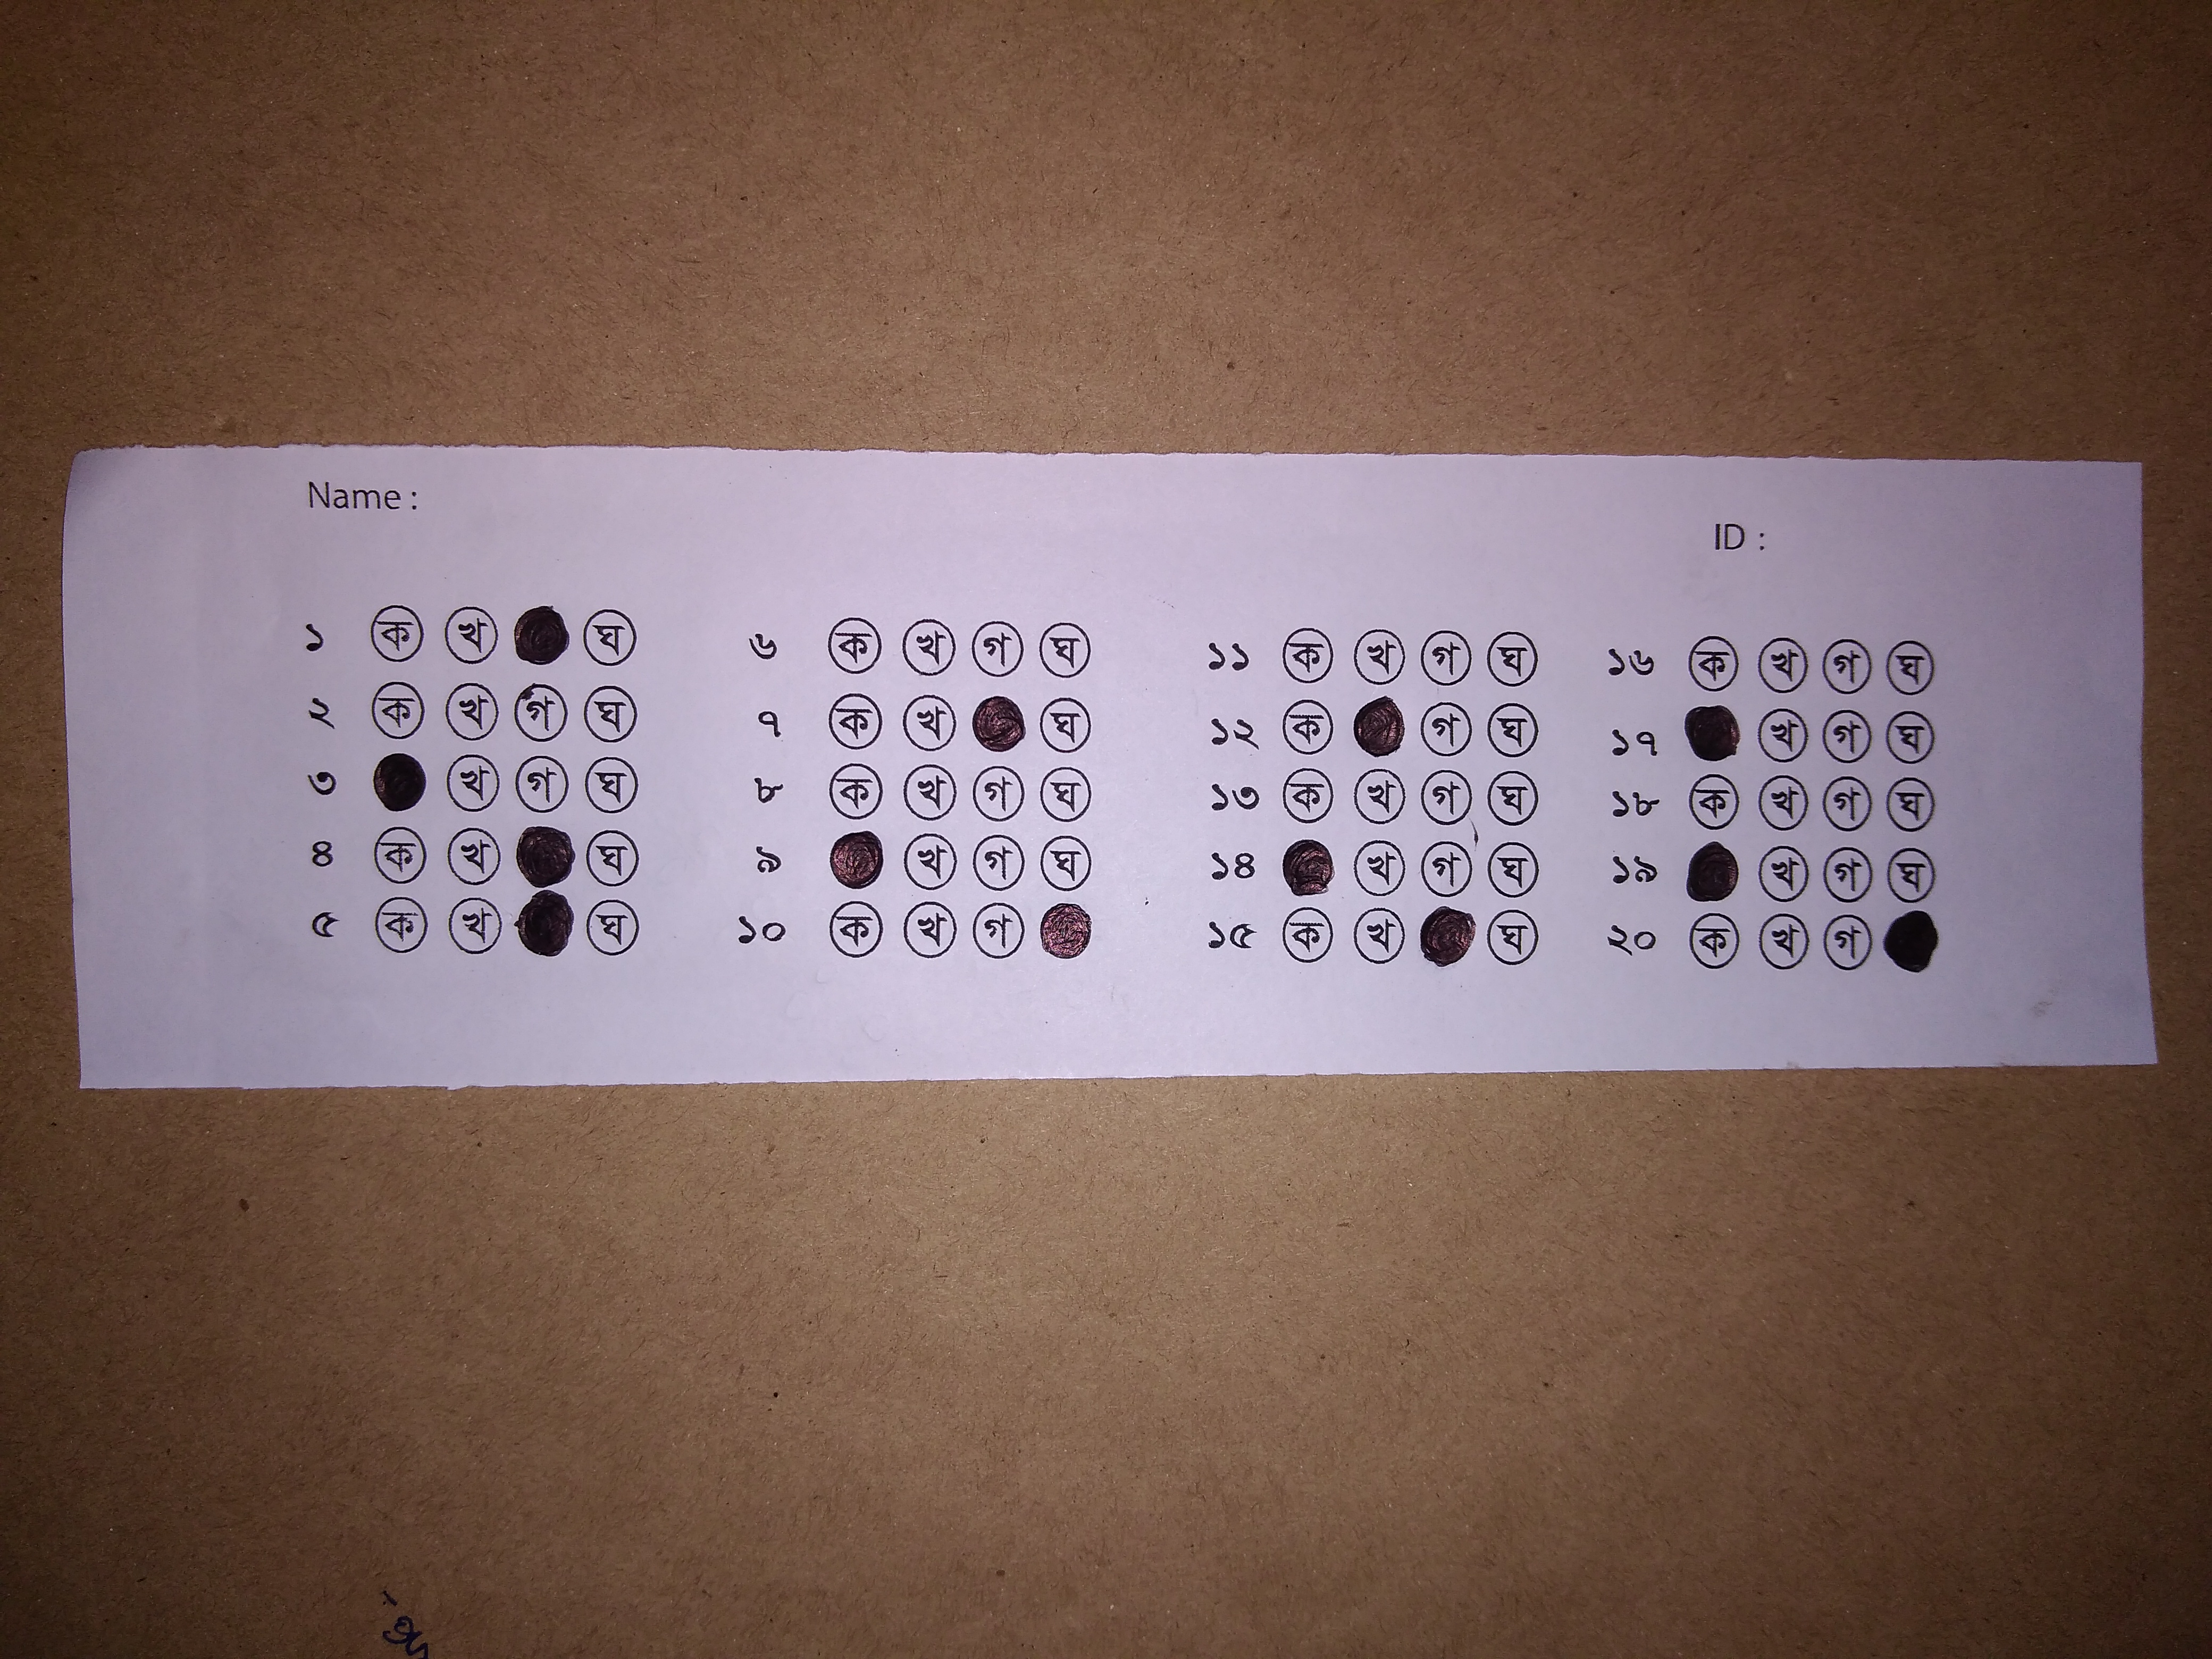 Name :
ID :
১ ক খ ঘ
২ ক খ গ ঘ
৩ খ গ ঘ
৪ ক খ ঘ
৫ ক খ ঘ
৬ ক খ গ ঘ
৭ ক খ ঘ
৮ ক খ গ ঘ
৯ খ গ ঘ
১০ ক খ গ
১১ ক খ গ ঘ
১২ ক গ ঘ
১৩ ক খ গ ঘ
১৪ খ গ ঘ
১৫ ক খ ঘ
১৬ ক খ গ ঘ
১৭ খ গ ঘ
১৮ ক খ গ ঘ
১৯ খ গ ঘ
২০ ক খ গ